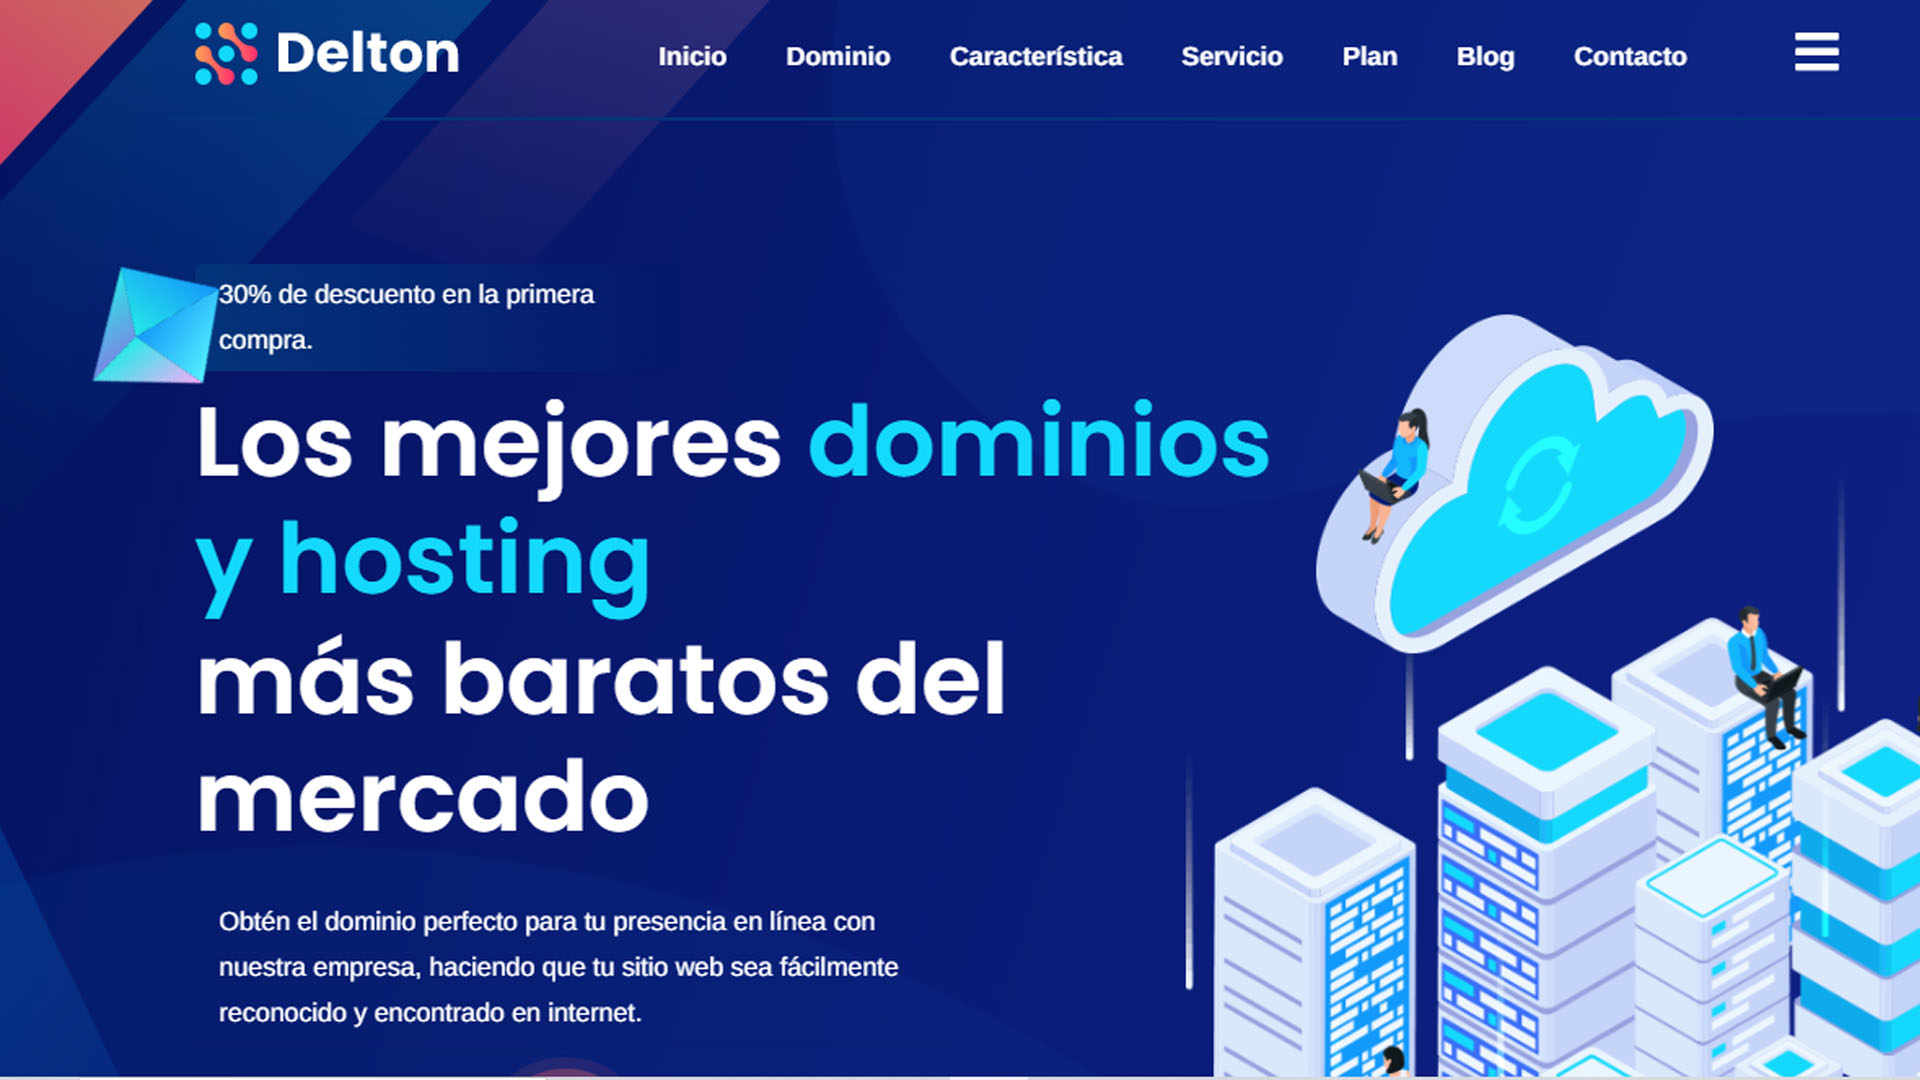 Delton
Inicio Dominio Característica Servicio Plan Blog Contacto
30% de descuento en la primera
compra.
Los mejores dominios
y hosting
más baratos del
mercado
Obtén el dominio perfecto para tu presencia en línea con
nuestra empresa, haciendo que tu sitio web sea fácilmente
reconocido y encontrado en internet.